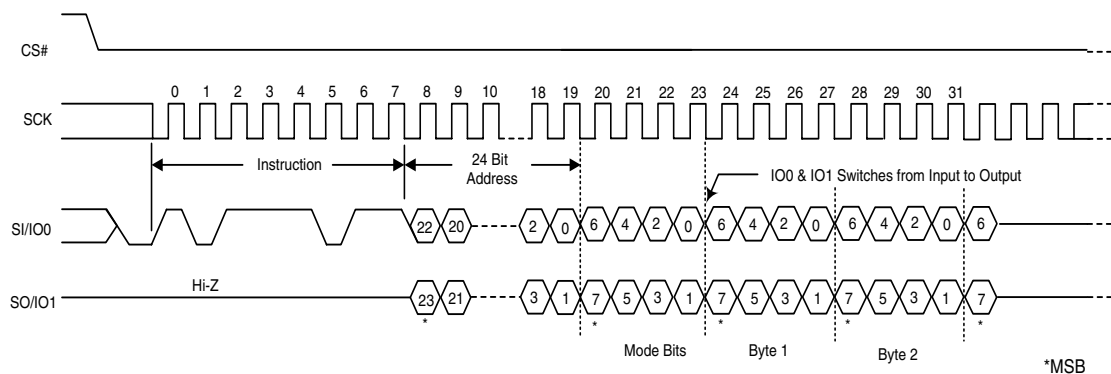 CS#
0 1 2 3 4 5 6 7 8 9 10 18 19 20 21 22 23 24 25 26 27 28 29 30 31
SCK
Instruction
24 Bit
Address
IO0 & IO1 Switches from Input to Output
SI/IO0
22 20 2 0 6 4 2 0 6 4 2 0 6 4 2 0 6
Hi-Z
SO/IO1
23 21 3 1 7 5 3 1 7 5 3 1 7 5 3 1 7
* * * * *
Mode Bits Byte 1 Byte 2
*MSB